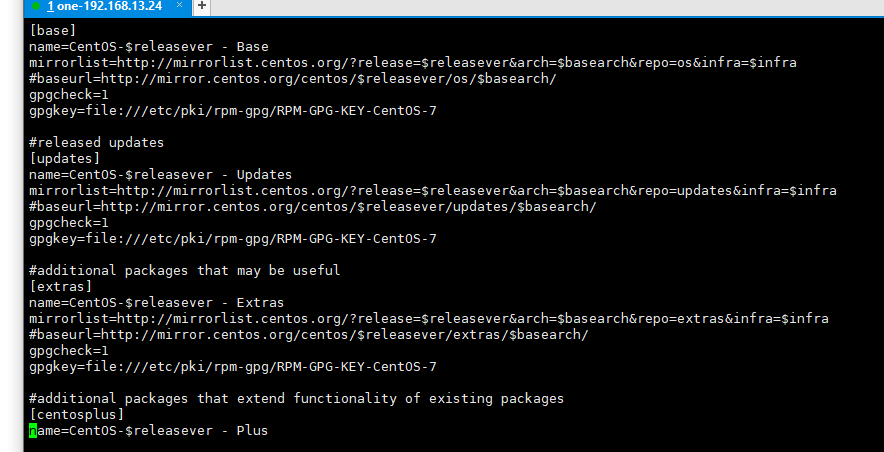 1 one-192.168.13.24 × +
[base]
name=CentOS-$releasever - Base
mirrorlist=http://mirrorlist.centos.org/?release=$releasever&arch=$basearch&repo=os&infra=$infra
#baseurl=http://mirror.centos.org/centos/$releasever/os/$basearch/
gpgcheck=1
gpgkey=file:///etc/pki/rpm-gpg/RPM-GPG-KEY-CentOS-7

#released updates
[updates]
name=CentOS-$releasever - Updates
mirrorlist=http://mirrorlist.centos.org/?release=$releasever&arch=$basearch&repo=updates&infra=$infra
#baseurl=http://mirror.centos.org/centos/$releasever/updates/$basearch/
gpgcheck=1
gpgkey=file:///etc/pki/rpm-gpg/RPM-GPG-KEY-CentOS-7

#additional packages that may be useful
[extras]
name=CentOS-$releasever - Extras
mirrorlist=http://mirrorlist.centos.org/?release=$releasever&arch=$basearch&repo=extras&infra=$infra
#baseurl=http://mirror.centos.org/centos/$releasever/extras/$basearch/
gpgcheck=1
gpgkey=file:///etc/pki/rpm-gpg/RPM-GPG-KEY-CentOS-7

#additional packages that extend functionality of existing packages
[centosplus]
name=CentOS-$releasever - Plus